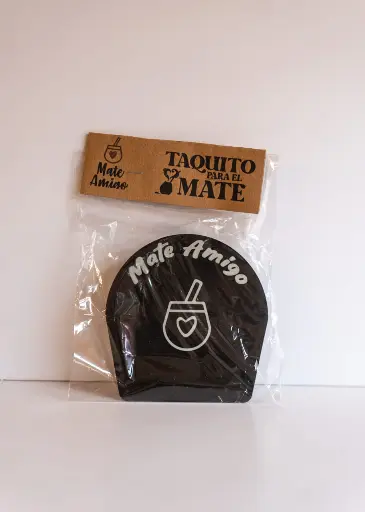 Mate
Amigo
TAQUITO
PARA EL
MATE
Mate Amigo